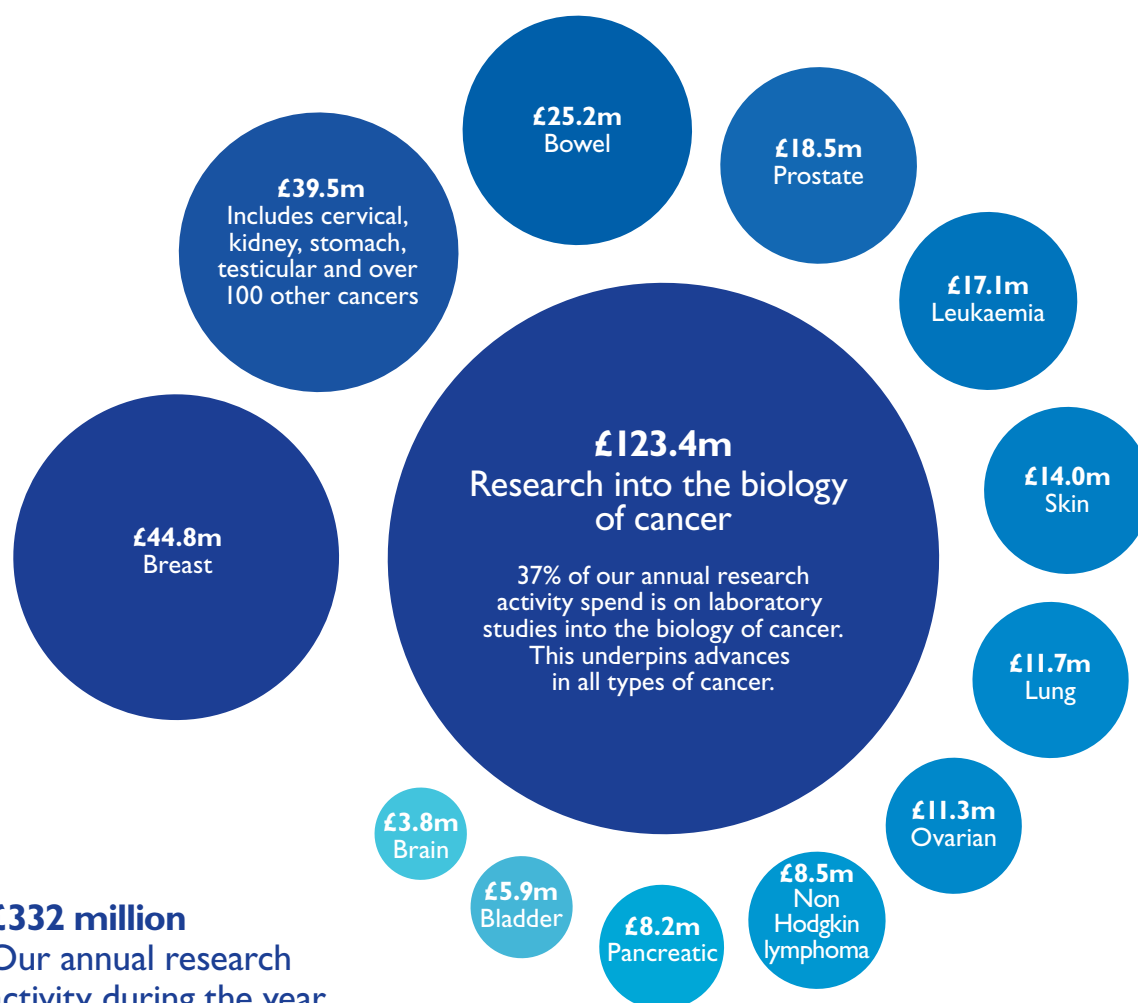 £25.2m
Bowel
£18.5m
Prostate
£39.5m
Includes cervical,
kidney, stomach,
testicular and over
100 other cancers
£17.1m
Leukaemia
£123.4m
Research into the biology
of cancer
37% of our annual research
activity spend is on laboratory
studies into the biology of cancer.
This underpins advances
in all types of cancer.
£14.0m
Skin
£44.8m
Breast
£11.7m
Lung
£11.3m
Ovarian
£3.8m
Brain
£8.5m
Non
Hodgkin
lymphoma
£5.9m
Bladder
£8.2m
Pancreatic
£332 million
Our annual research
activity during the year